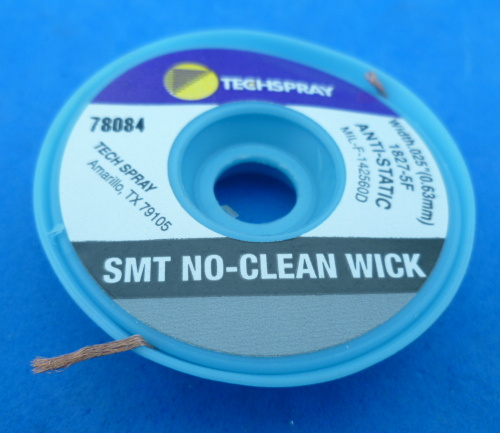 TECHSPRAY
78084
TECH SPRAY
Amarillo, TX 79105
Width.025"(0.63mm)
1827-5F
ANTI-STATIC
MIL-F-142560D
SMT NO-CLEAN WICK